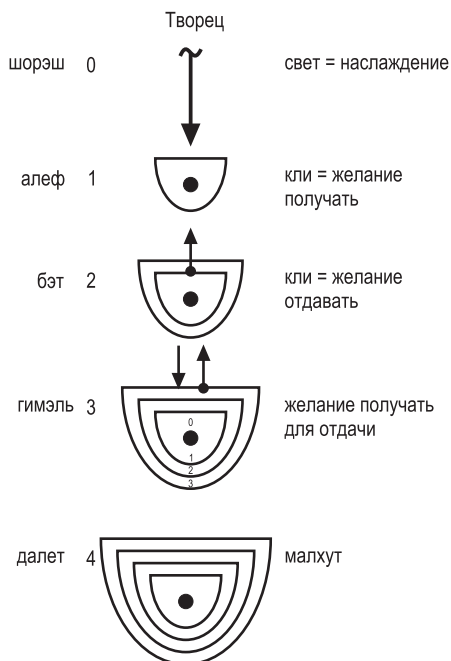 Творец
шорэш 0 свет = наслаждение
алеф 1 кли = желание
получать
бэт 2 кли = желание
отдавать
гимэль 3 желание получать
для отдачи
0
1
2
3
далет 4 малхут